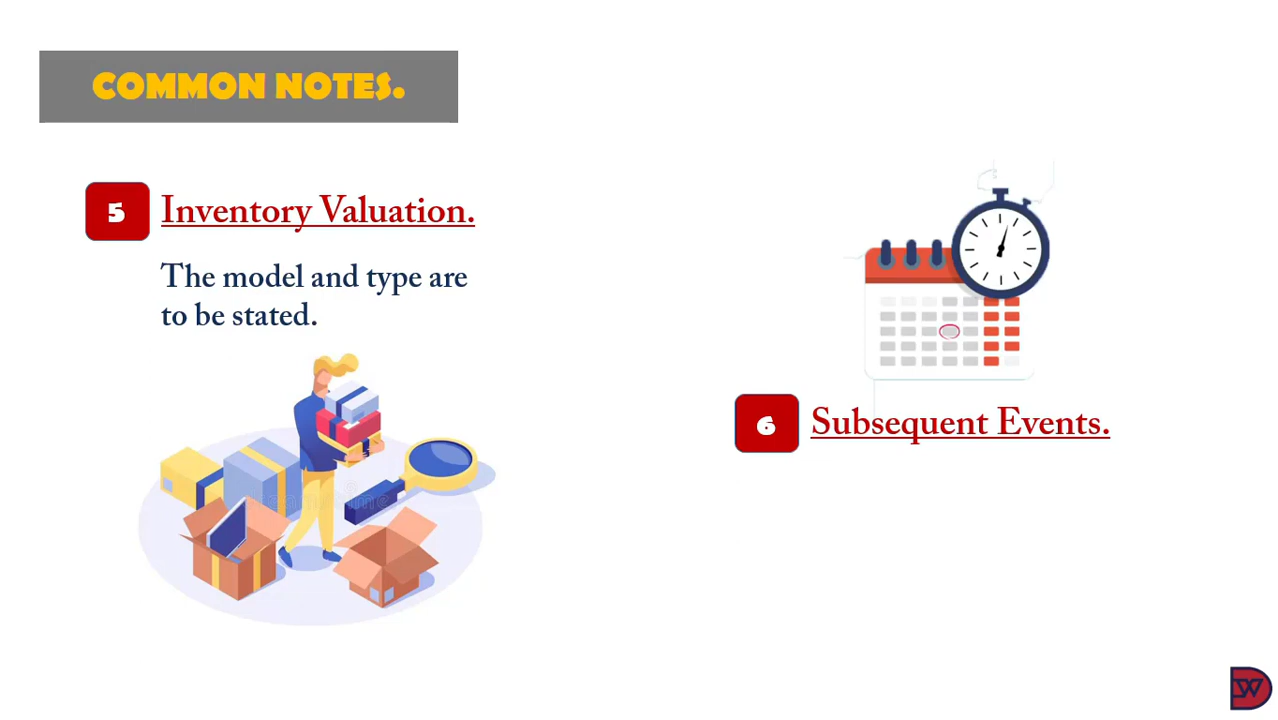 COMMON NOTES.
5
Inventory Valuation.
The model and type are
to be stated.
6
Subsequent Events.